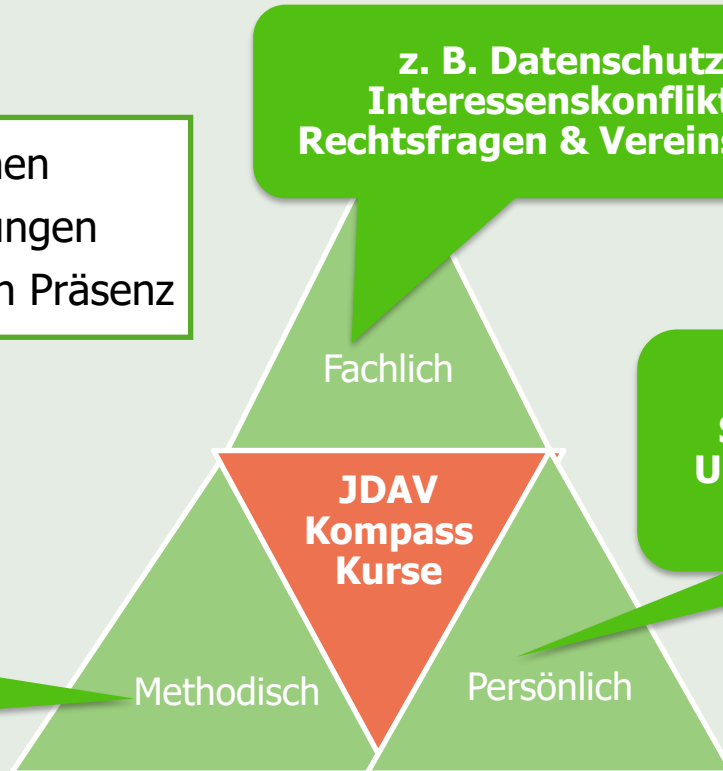 z. B. Datenschutz
Interessenskonflikt
Rechtsfragen & Vereins
nen
ungen
n Präsenz
Fachlich
S
U
JDAV
Kompass
Kurse
Methodisch
Persönlich